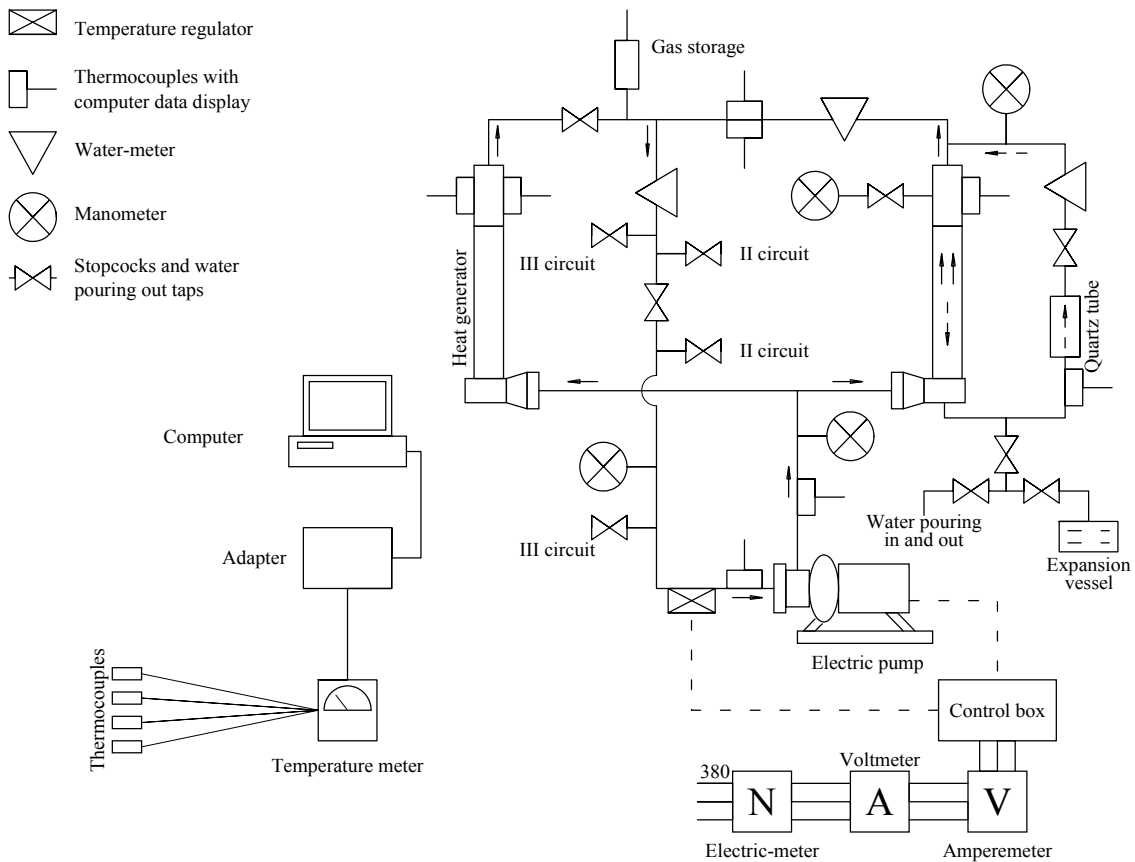 Temperature regulator
Thermocouples with
computer data display
Water-meter
Manometer
Stopcocks and water
pouring out taps
Gas storage
III circuit
II circuit
Heat generator
II circuit
Quartz tube
Computer
Water pouring
in and out
Adapter
III circuit
Expansion
vessel
Electric pump
Thermocouples
Temperature meter
Control box
Voltmeter
380
N
A
V
Electric-meter
Amperemeter